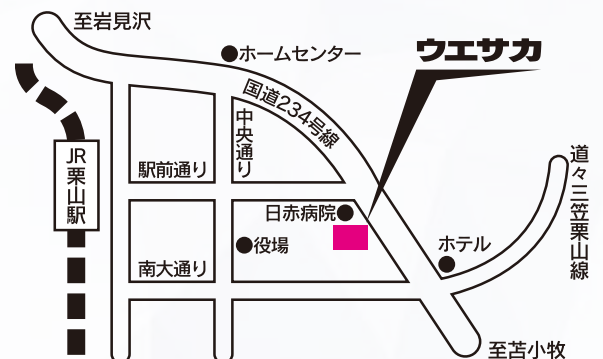 至岩見沢
ホームセンター
ウエサカ
国道234号線
中央通り
道々三笠栗山線
JR栗山駅
駅前通り
日赤病院
役場
ホテル
南大通り
至苫小牧